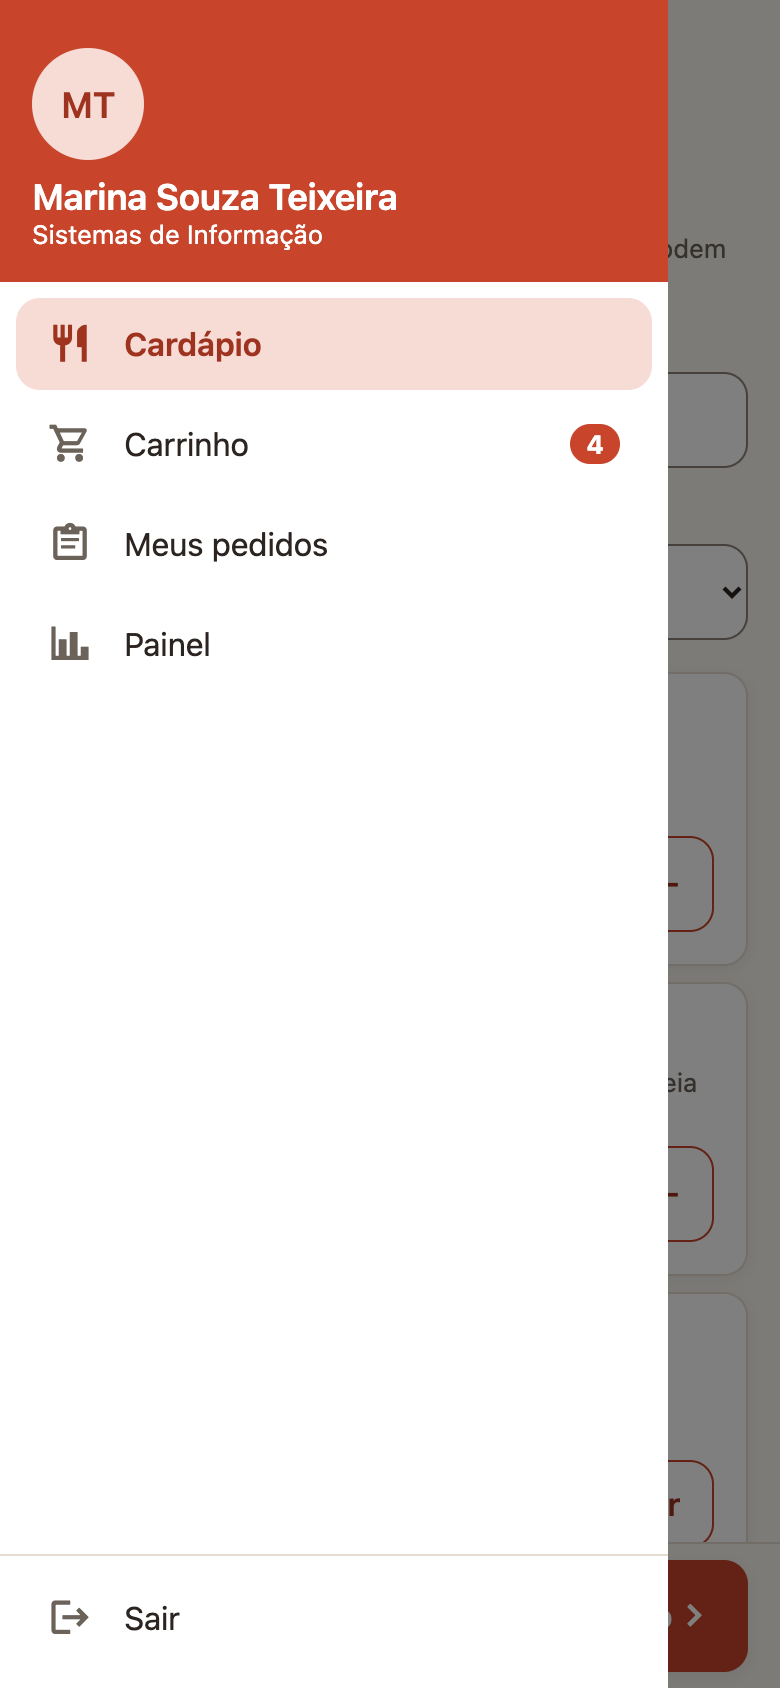 MT
Marina Souza Teixeira
Sistemas de Informação
Cardápio
Carrinho
4
Meus pedidos
Painel
Sair